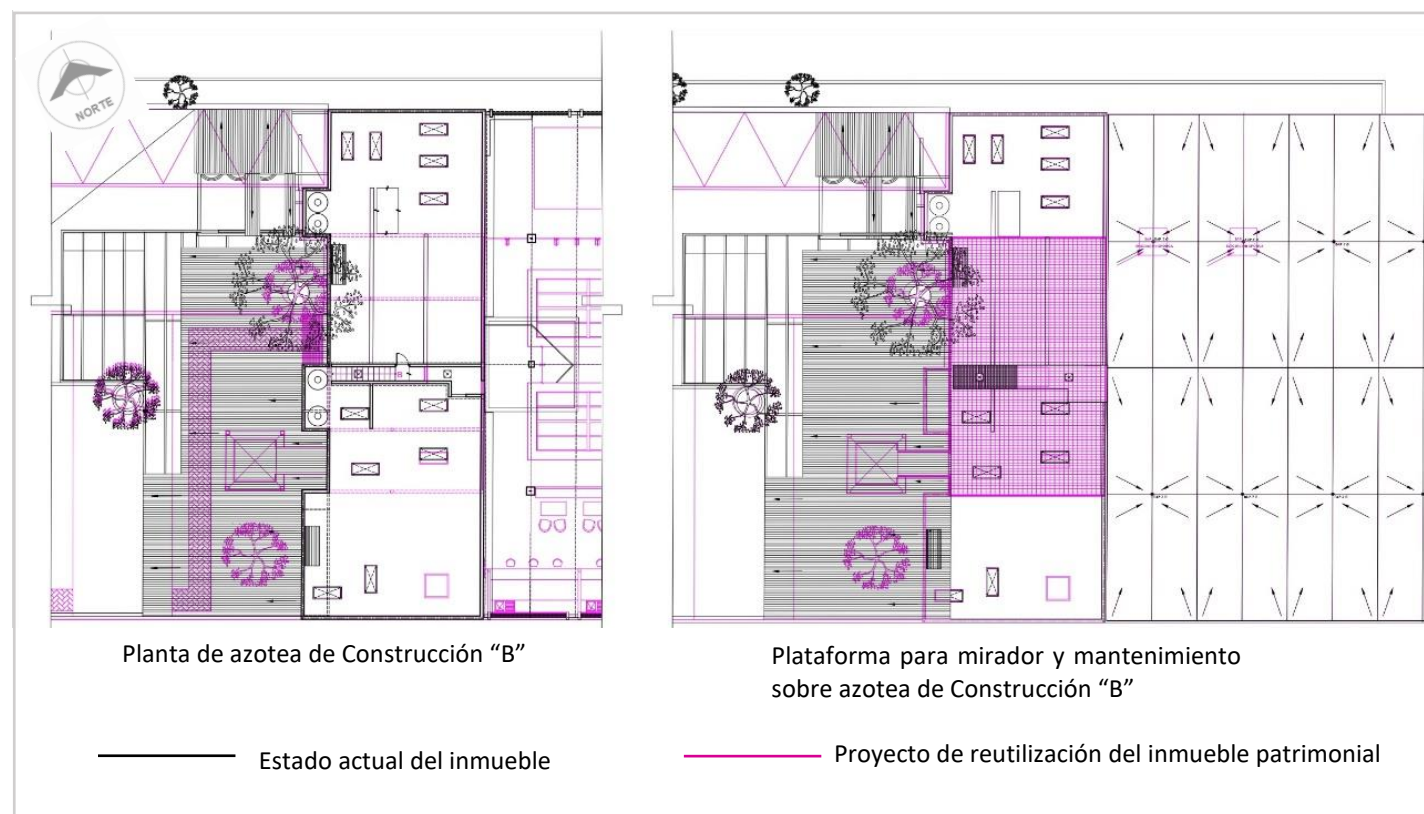 NORTE
B
Planta de azotea de Construcción “B”
Plataforma para mirador y mantenimiento
sobre azotea de Construcción “B”
Estado actual del inmueble
Proyecto de reutilización del inmueble patrimonial